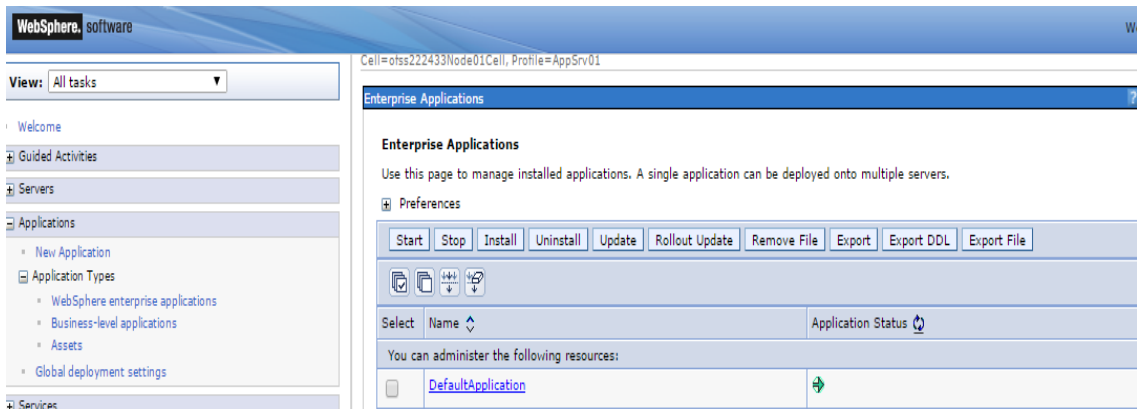 WebSphere. software
We
View: All tasks
Welcome
Guided Activities
Servers
Applications
New Application
Application Types
WebSphere enterprise applications
Business-level applications
Assets
Global deployment settings
Services
Cell=ofss222433Node01Cell, Profile=AppSrv01
Enterprise Applications ?
Enterprise Applications
Use this page to manage installed applications. A single application can be deployed onto multiple servers.
Preferences
Start Stop Install Uninstall Update Rollout Update Remove File Export Export DDL Export File
Select Name Application Status
You can administer the following resources:
DefaultApplication